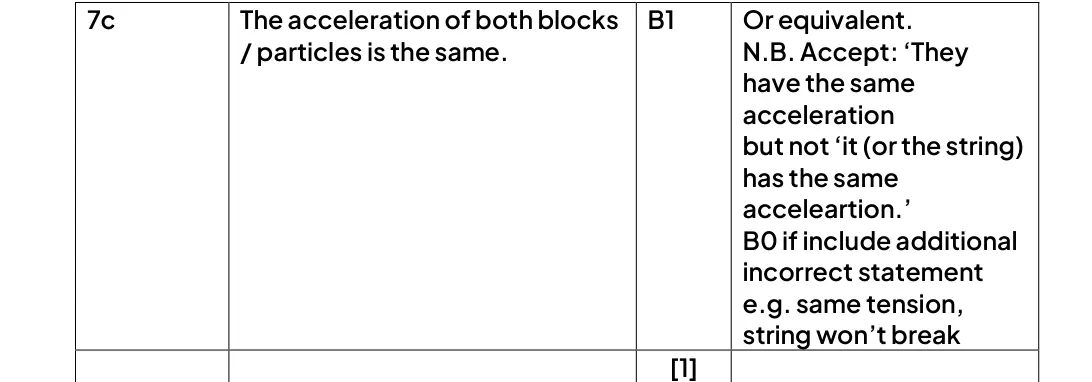 7c
The acceleration of both blocks
/ particles is the same.
B1
Or equivalent.
N.B. Accept: ‘They
have the same
acceleration
but not ‘it (or the string)
has the same
acceleartion.’
B0 if include additional
incorrect statement
e.g. same tension,
string won’t break
[1]